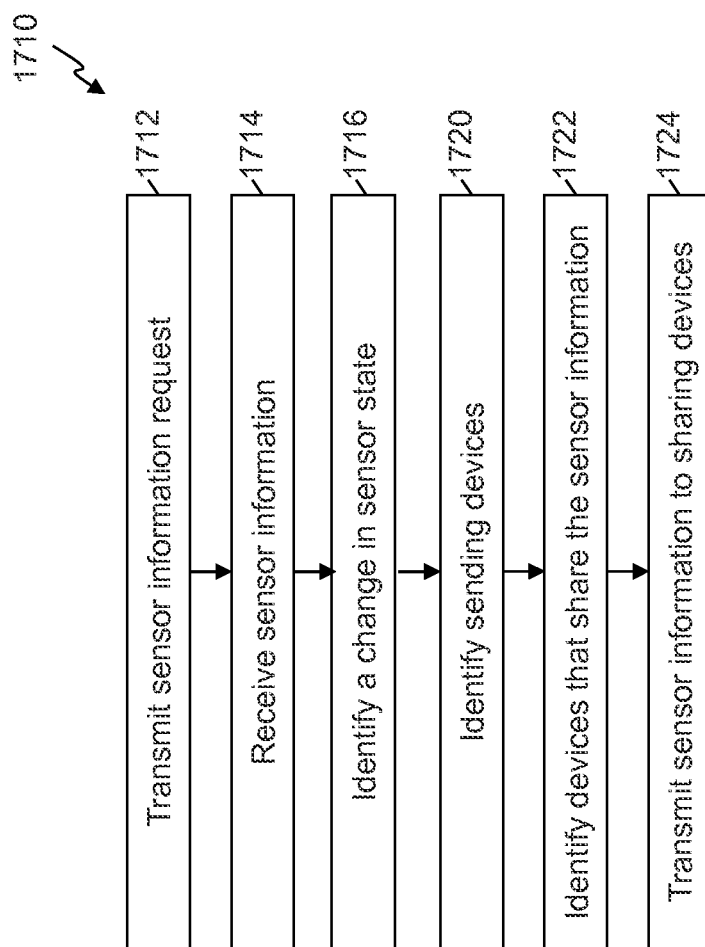 1710
Transmit sensor information request
1712
Receive sensor information
1714
Identify a change in sensor state
1716
Identify sending devices
1720
Identify devices that share the sensor information
1722
Transmit sensor information to sharing devices
1724